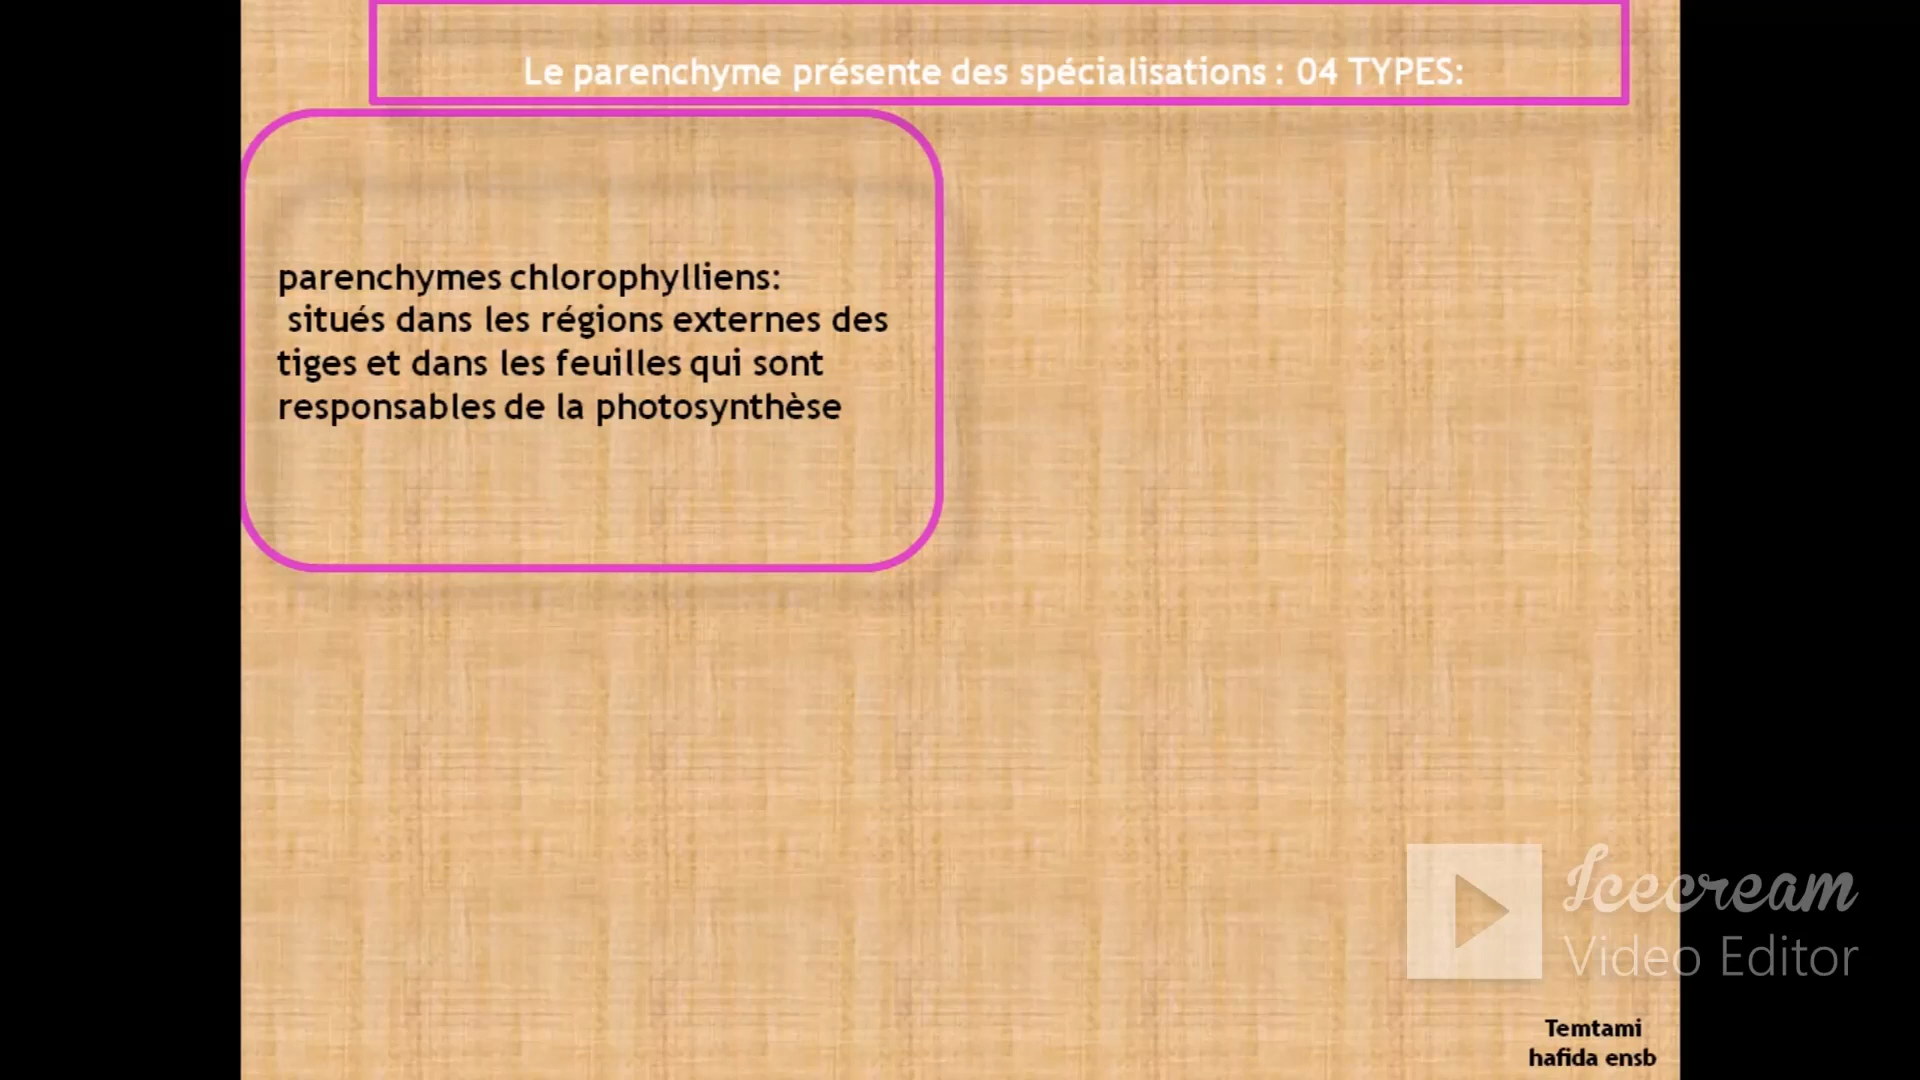 Le parenchyme présente des spécialisations : 04 TYPES:
parenchymes chlorophylliens:
situés dans les régions externes des
tiges et dans les feuilles qui sont
responsables de la photosynthèse
Icecream
Video Editor
Temtami
hafida ensb